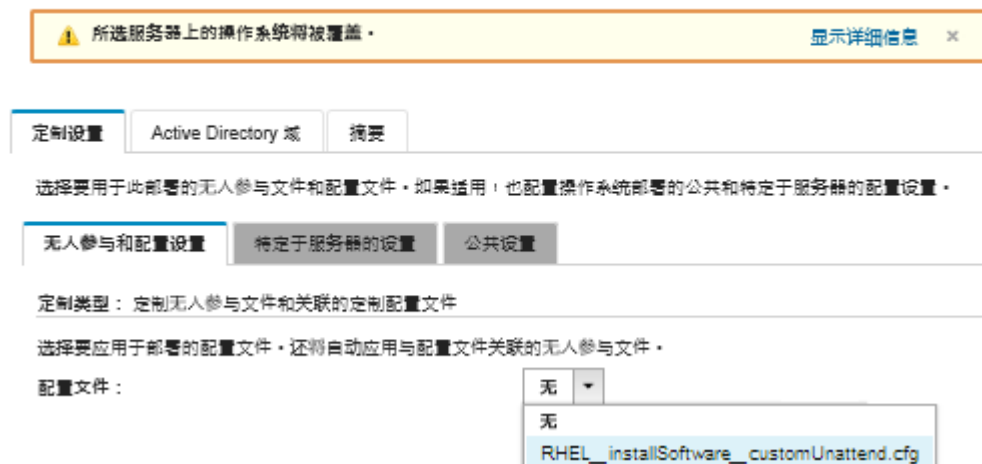 所选服务器上的操作系统将被覆盖。 显示详细信息 ×
定制设置 Active Directory 域 摘要
选择要用于此部署的无人参与文件和配置文件。如果适用，也配置操作系统部署的公共和特定于服务器的配置设置。
无人参与和配置设置 特定于服务器的设置 公共设置
定制类型： 定制无人参与文件和关联的定制配置文件
选择要应用于部署的配置文件。还将自动应用与配置文件关联的无人参与文件。
配置文件： 无
无
RHEL__installSoftware__customUnattend.cfg